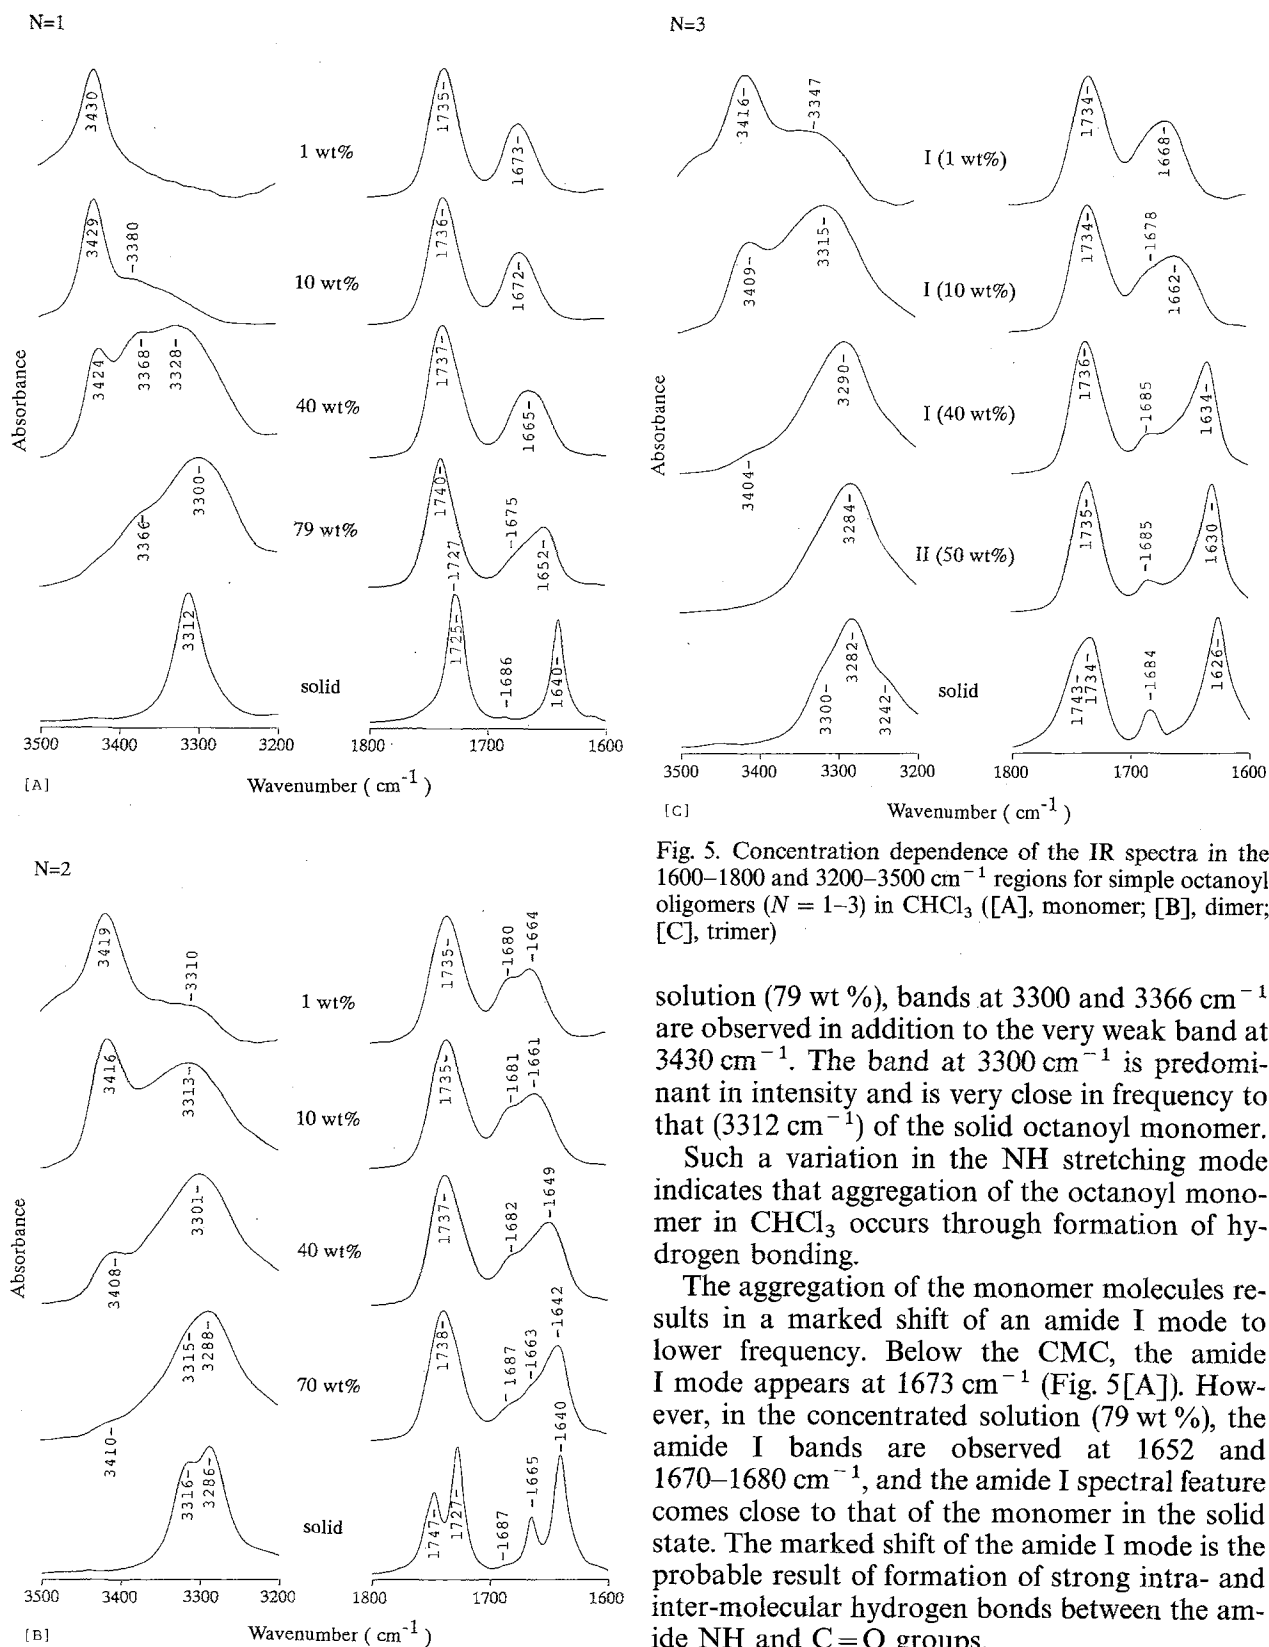 N=1
3430
1735-
1673-
1 wt%
3429
-3380
1736-
1672-
10 wt%
3424
3368-
3328-
1737-
1665-
40 wt%
Absorbance
3366-
3300-
1740-
-1675
1652-
79 wt%
3312
-1727
1725-
-1686
1640-
solid
3500 3400 3300 3200 1800 1700 1600
[A] Wavenumber ( cm⁻¹ )
N=2
3419
-3310
1735-
-1680
-1664
1 wt%
3416
3313-
1735-
-1681
-1661
10 wt%
3408-
3301-
1737-
-1682
-1649
40 wt%
Absorbance
3410-
3315-
3288-
1738-
-1687
-1663
-1642
70 wt%
3316-
3286-
1747-
1727-
-1687
-1665
-1640
solid
3500 3400 3300 3200 1800 1700 1600
[B] Wavenumber ( cm⁻¹ )
N=3
3416-
-3347
1734-
1668-
I (1 wt%)
3409-
3315-
1734-
-1678
1662-
I (10 wt%)
3404-
3290-
1736-
-1685
1634-
I (40 wt%)
Absorbance
3284-
1735-
-1685
1630-
II (50 wt%)
3300-
3282-
3242-
1743-
1734-
-1684
1626-
solid
3500 3400 3300 3200 1800 1700 1600
[C] Wavenumber ( cm⁻¹ )
Fig. 5. Concentration dependence of the IR spectra in the
1600–1800 and 3200–3500 cm⁻¹ regions for simple octanoyl
oligomers (N = 1–3) in CHCl₃ ([A], monomer; [B], dimer;
[C], trimer)
solution (79 wt %), bands at 3300 and 3366 cm⁻¹
are observed in addition to the very weak band at
3430 cm⁻¹. The band at 3300 cm⁻¹ is predomi-
nant in intensity and is very close in frequency to
that (3312 cm⁻¹) of the solid octanoyl monomer.
Such a variation in the NH stretching mode
indicates that aggregation of the octanoyl mono-
mer in CHCl₃ occurs through formation of hy-
drogen bonding.
The aggregation of the monomer molecules re-
sults in a marked shift of an amide I mode to
lower frequency. Below the CMC, the amide
I mode appears at 1673 cm⁻¹ (Fig. 5[A]). How-
ever, in the concentrated solution (79 wt %), the
amide I bands are observed at 1652 and
1670–1680 cm⁻¹, and the amide I spectral feature
comes close to that of the monomer in the solid
state. The marked shift of the amide I mode is the
probable result of formation of strong intra- and
inter-molecular hydrogen bonds between the am-
ide NH and C=O groups.